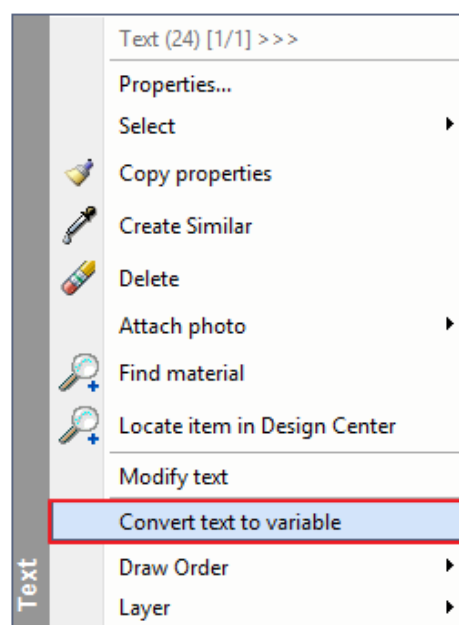 Text (24) [1/1] >>>
Properties...
Select
Copy properties
Create Similar
Delete
Attach photo
Find material
Locate item in Design Center
Modify text
Convert text to variable
Draw Order
Layer
Text